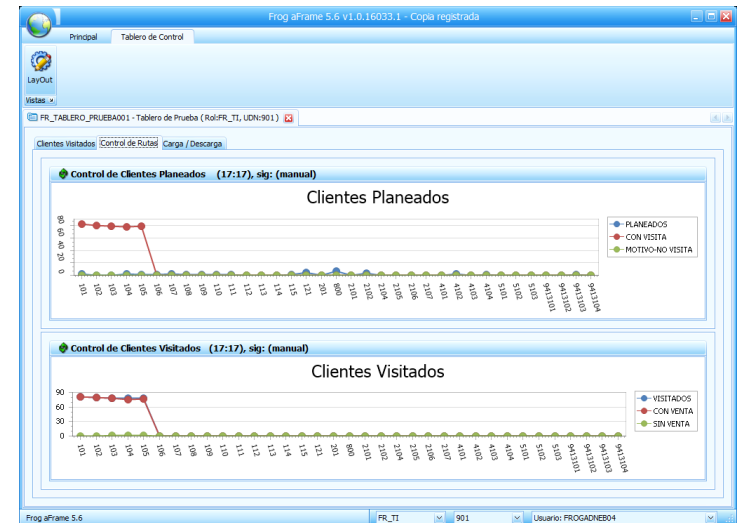 Frog aFrame 5.6 v1.0.16033.1 - Copia registrada
Principal Tablero de Control
LayOut
Vistas
FR_TABLERO_PRUEBA001 - Tablero de Prueba ( Rol:FR_TI, UDN:901 )
Clientes Visitados Control de Rutas Carga / Descarga
Control de Clientes Planeados (17:17), sig: (manual)
Clientes Planeados
80
60
40
20
0
PLANEADOS
CON VISITA
MOTIVO-NO VISITA
101 102 103 104 105 106 107 108 109 110 111 112 113 114 115 121 201 800 2101 2102 2104 2105 2106 2107 4101 4102 4103 4104 5101 5102 5103 9413101 9413102 9413103 9413104
Control de Clientes Visitados (17:17), sig: (manual)
Clientes Visitados
90
60
30
0
VISITADOS
CON VENTA
SIN VENTA
101 102 103 104 105 106 107 108 109 110 111 112 113 114 115 121 201 800 2101 2102 2104 2105 2106 2107 4101 4102 4103 4104 5101 5102 5103 9413101 9413102 9413103 9413104
Frog aFrame 5.6 FR_TI 901 Usuario: FROGADNEB04